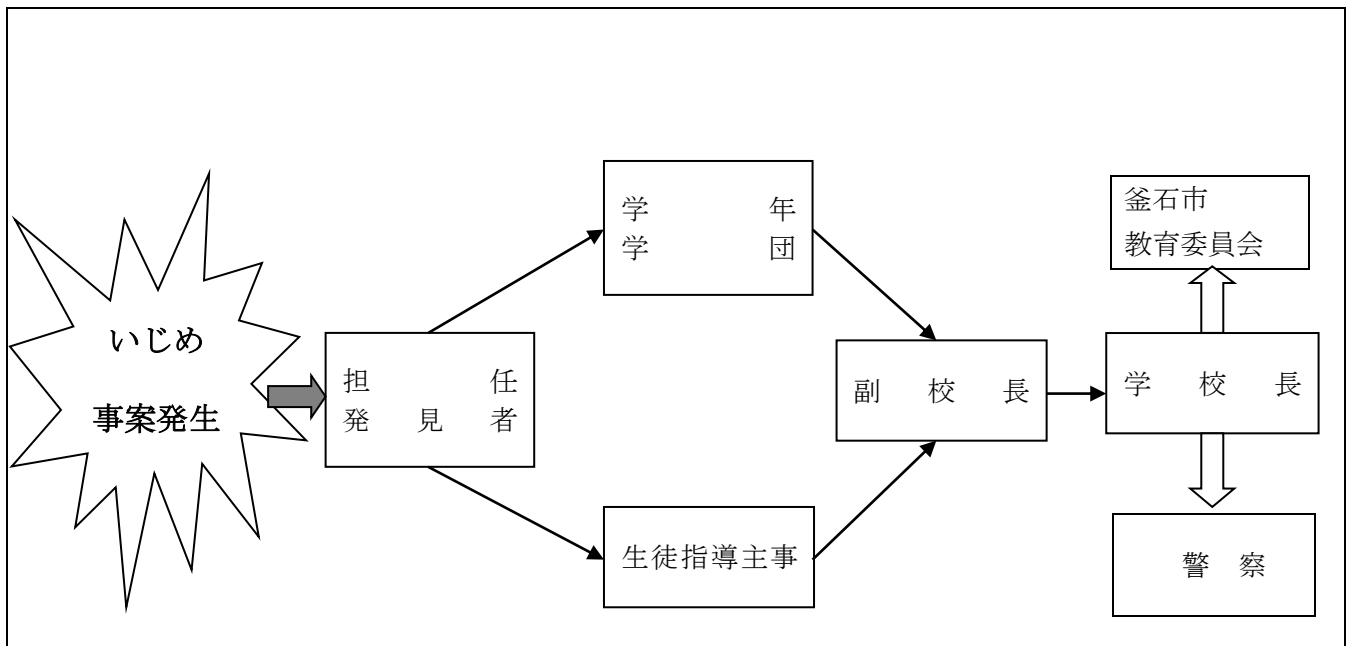 いじめ
事案発生
担任
発見者
学年
学団
生徒指導主事
副校長
学校長
釜石市
教育委員会
警察